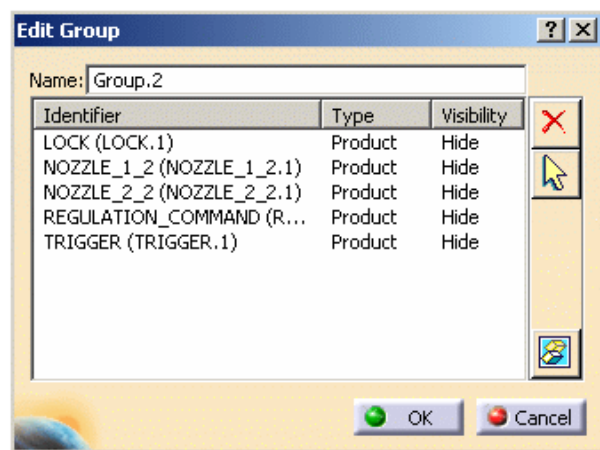 Edit Group
Name: Group.2
Identifier Type Visibility
LOCK (LOCK.1) Product Hide
NOZZLE_1_2 (NOZZLE_1_2.1) Product Hide
NOZZLE_2_2 (NOZZLE_2_2.1) Product Hide
REGULATION_COMMAND (R... Product Hide
TRIGGER (TRIGGER.1) Product Hide
OK Cancel